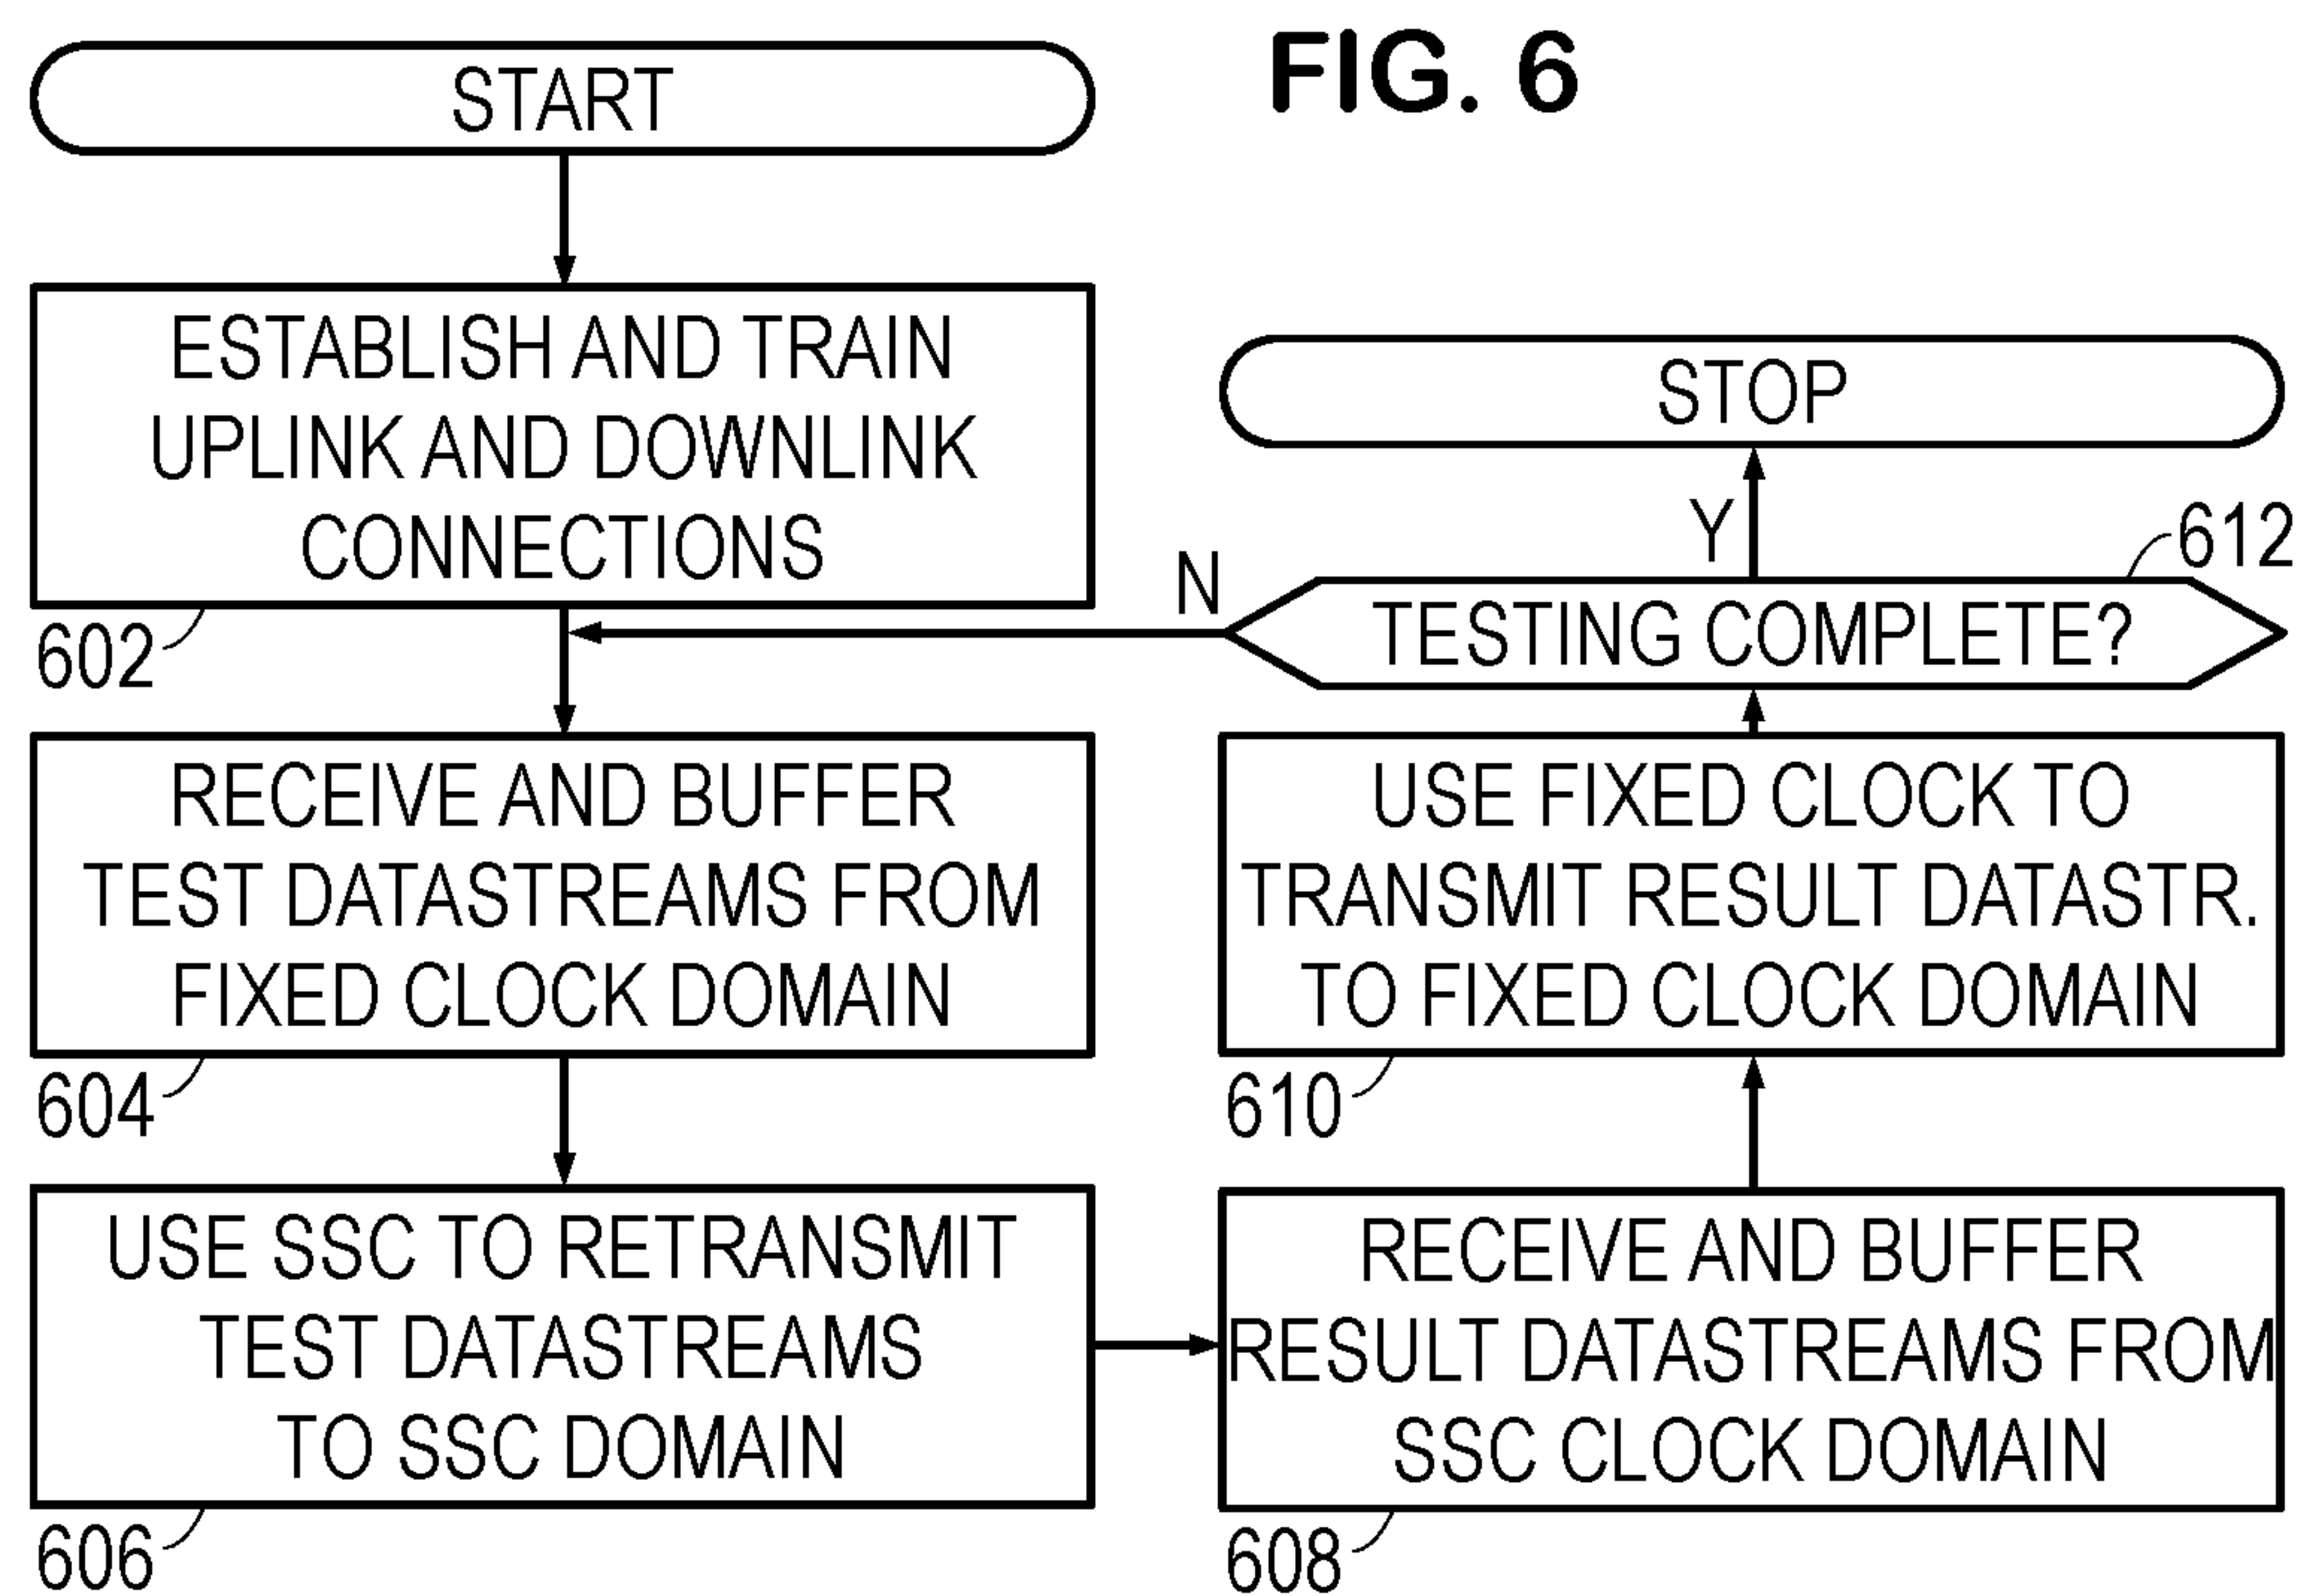 FIG. 6
START
ESTABLISH AND TRAIN
UPLINK AND DOWNLINK
CONNECTIONS
602
RECEIVE AND BUFFER
TEST DATASTREAMS FROM
FIXED CLOCK DOMAIN
604
USE SSC TO RETRANSMIT
TEST DATASTREAMS
TO SSC DOMAIN
606
RECEIVE AND BUFFER
RESULT DATASTREAMS FROM
SSC CLOCK DOMAIN
608
USE FIXED CLOCK TO
TRANSMIT RESULT DATASTR.
TO FIXED CLOCK DOMAIN
610
TESTING COMPLETE?
612
N
Y
STOP